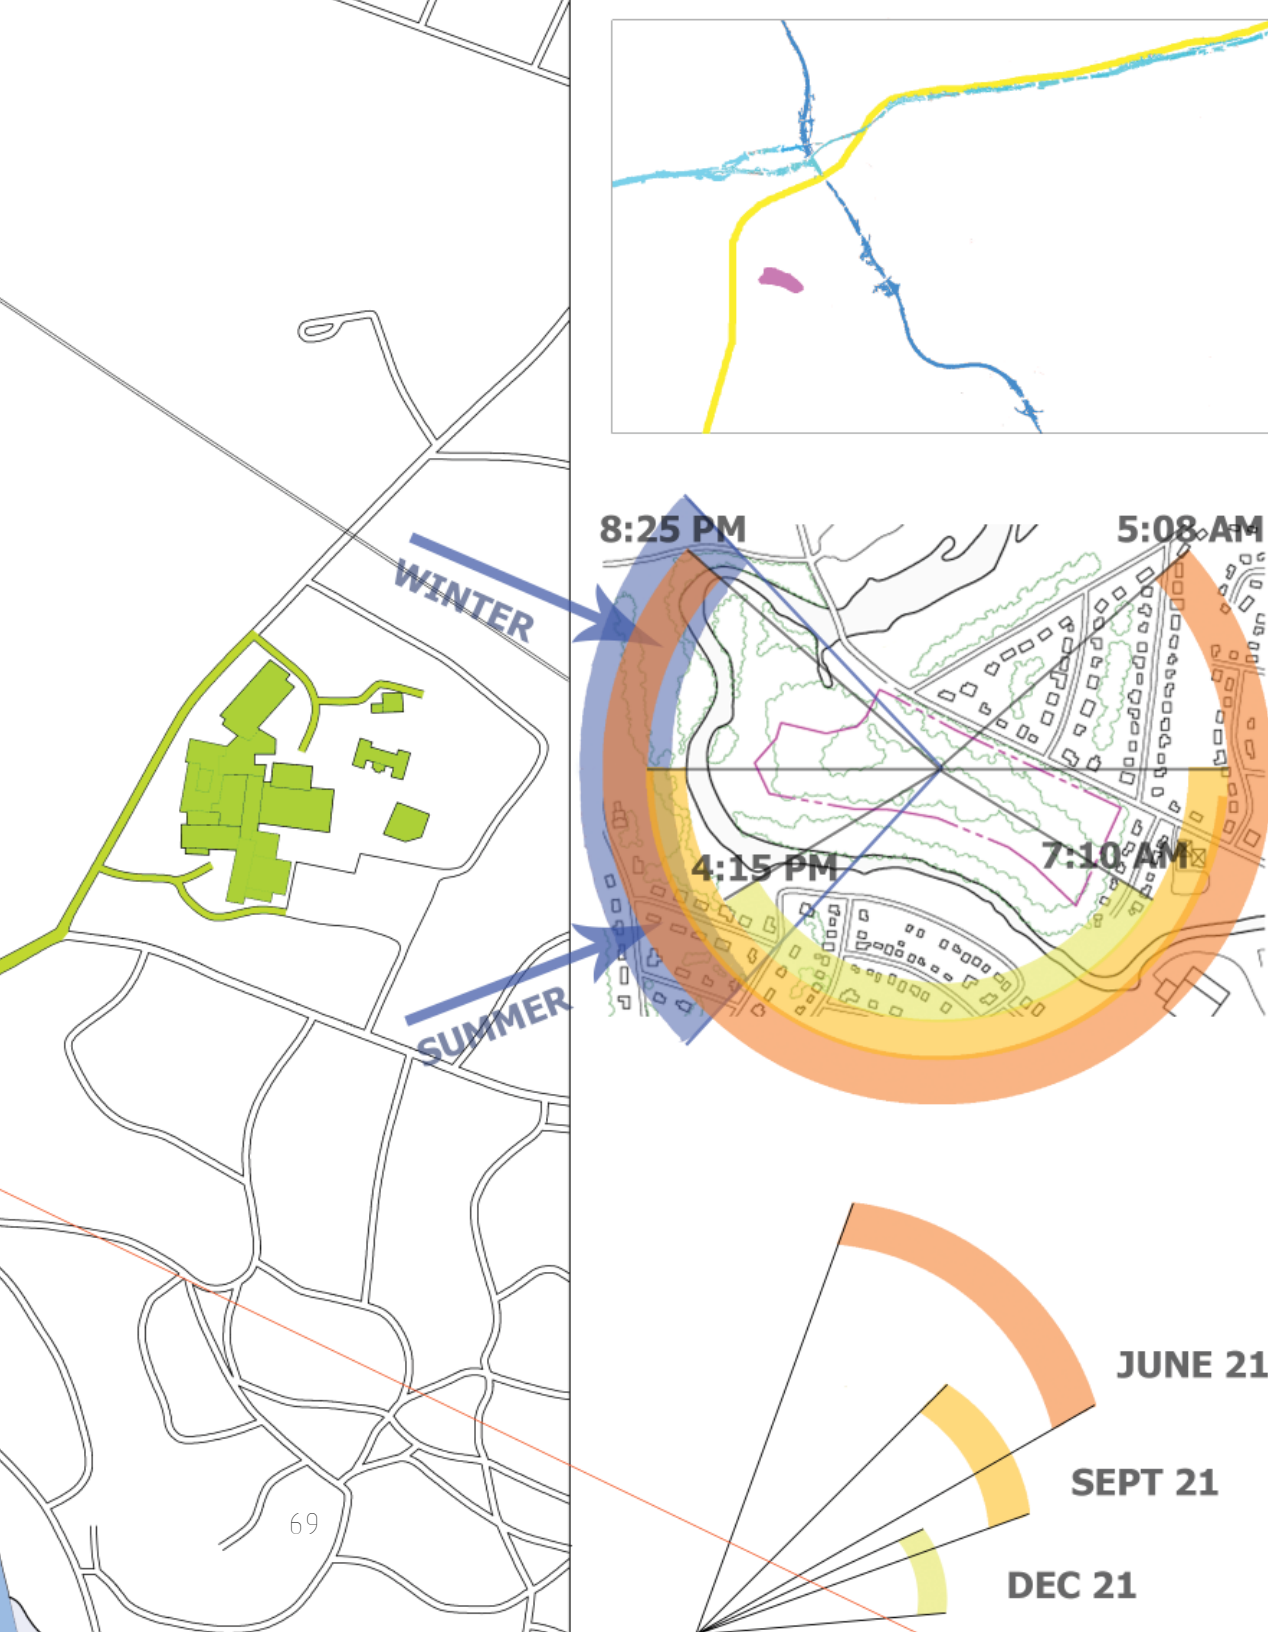 8:25 PM
5:08 AM
WINTER
4:15 PM
7:10 AM
SUMMER
JUNE 21
SEPT 21
69
DEC 21